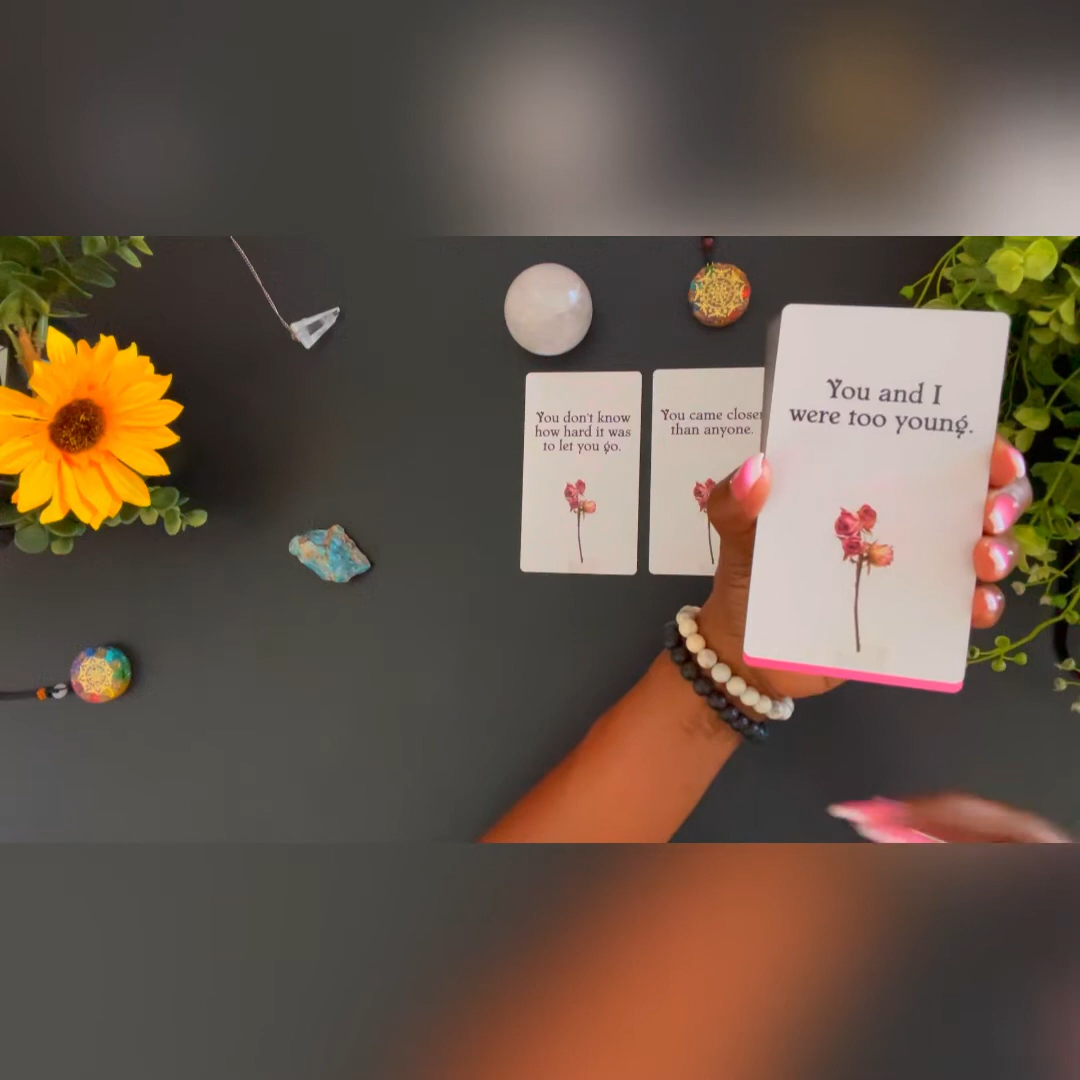 You don't know
how hard it was
to let you go.
You came closer
than anyone.
You and I
were too young.